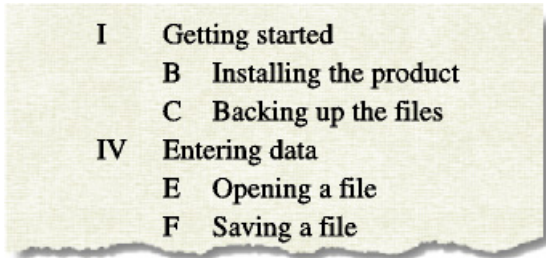 I Getting started
B Installing the product
C Backing up the files
IV Entering data
E Opening a file
F Saving a file